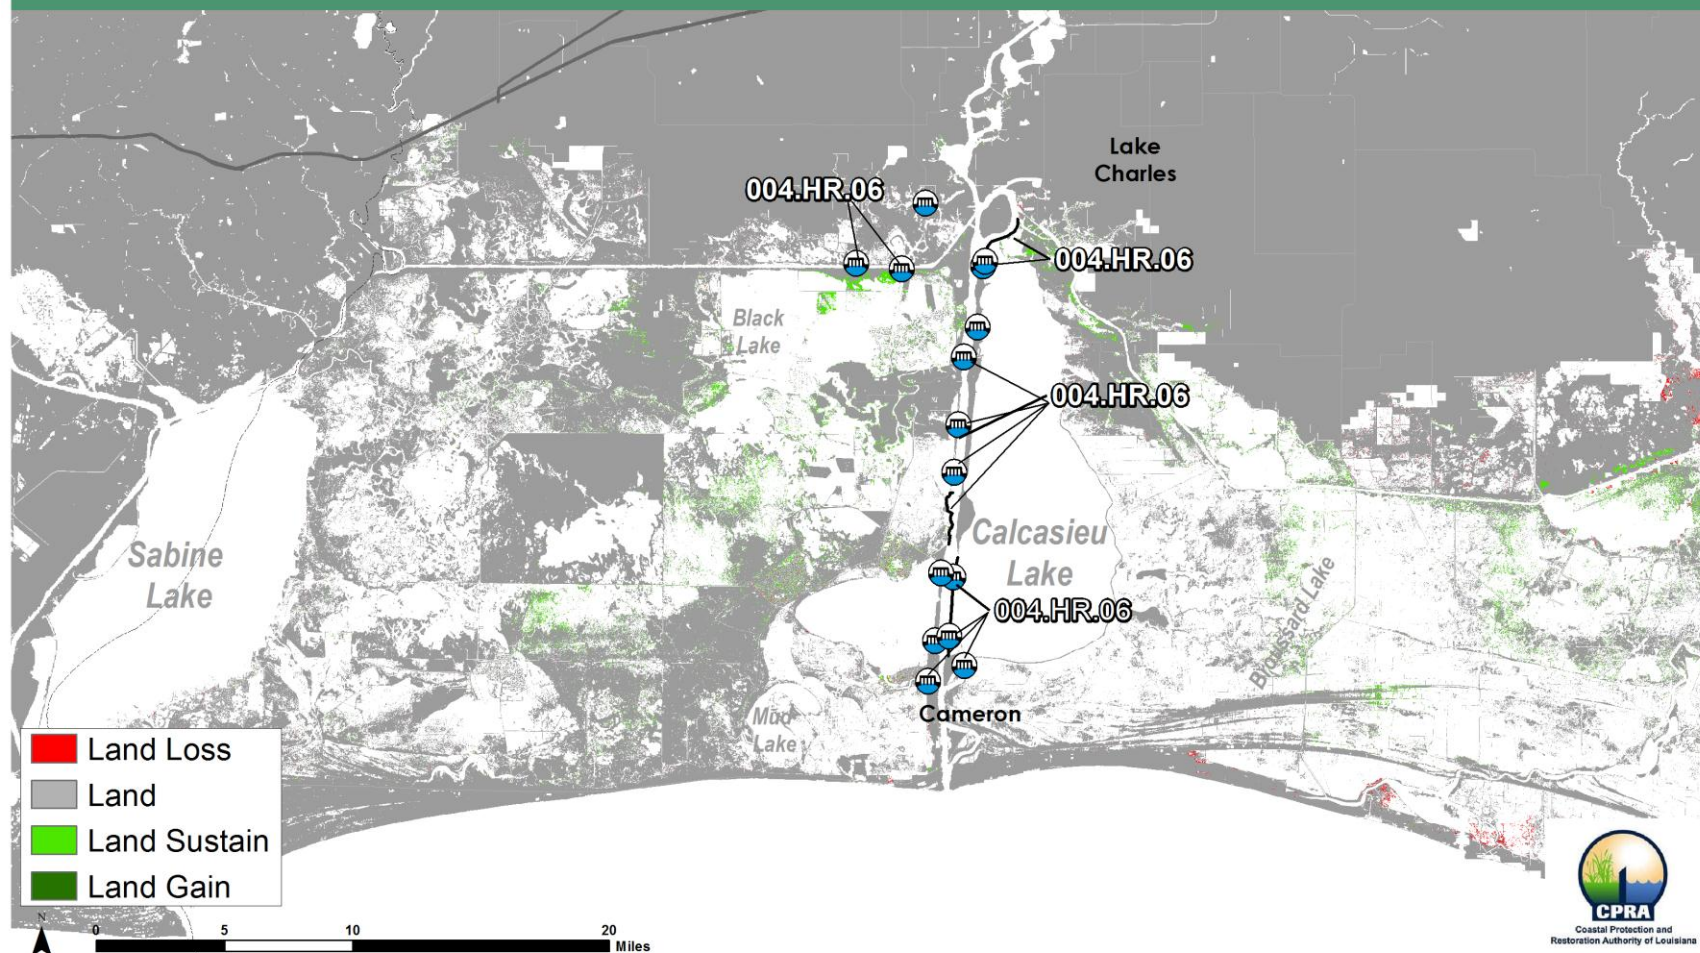 Lake
Charles
004.HR.06
004.HR.06
Black
Lake
004.HR.06
Sabine
Lake
Calcasieu
Lake
Broussard Lake
004.HR.06
Cameron
Mud
Lake
Land Loss
Land
Land Sustain
Land Gain
N
0 5 10 20
Miles
CPRA
Coastal Protection and
Restoration Authority of Louisiana